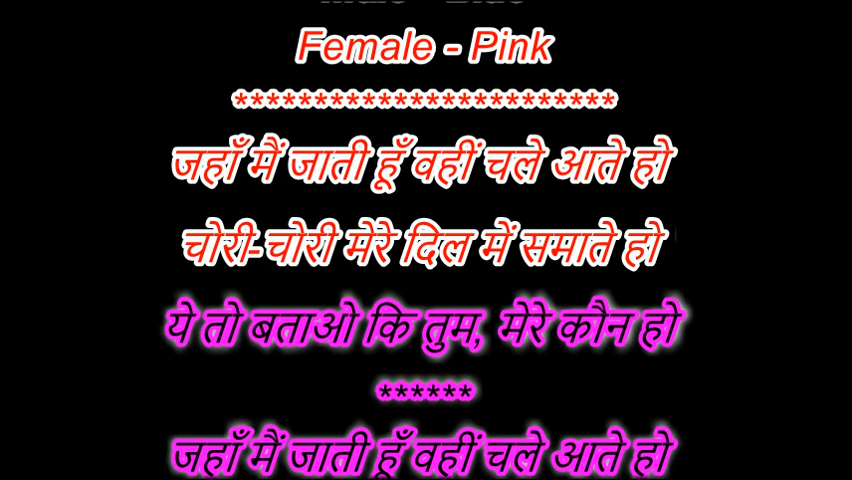 Female - Pink
************************
जहाँ मैं जाती हूँ वहीं चले आते हो
चोरी-चोरी मेरे दिल में समाते हो
ये तो बताओ कि तुम, मेरे कौन हो
******
जहाँ मैं जाती हूँ वहीं चले आते हो